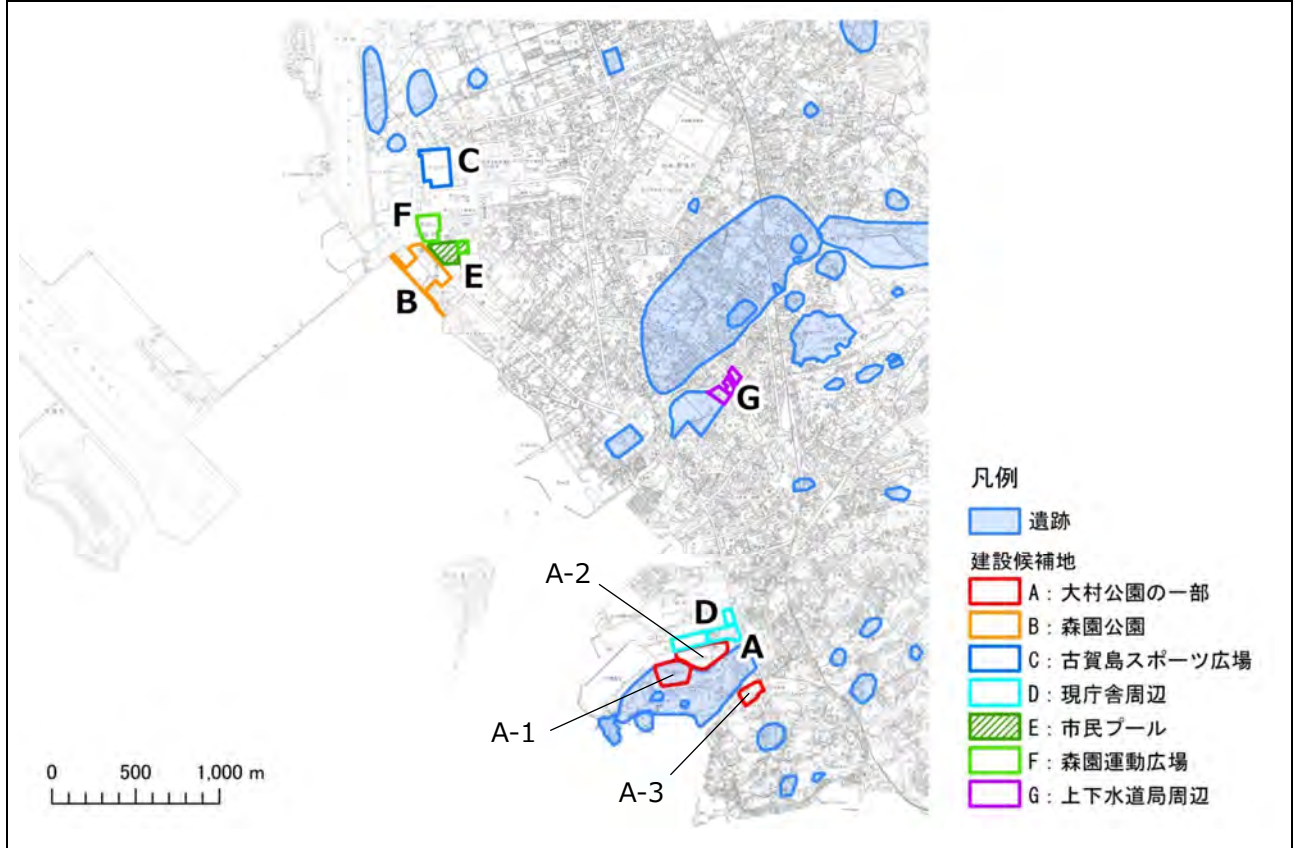 C
F
E
B
G
A-2
D
A
A-1
A-3
0 500 1,000 m
凡例
遺跡
建設候補地
A：大村公園の一部
B：森園公園
C：古賀島スポーツ広場
D：現庁舎周辺
E：市民プール
F：森園運動広場
G：上下水道局周辺